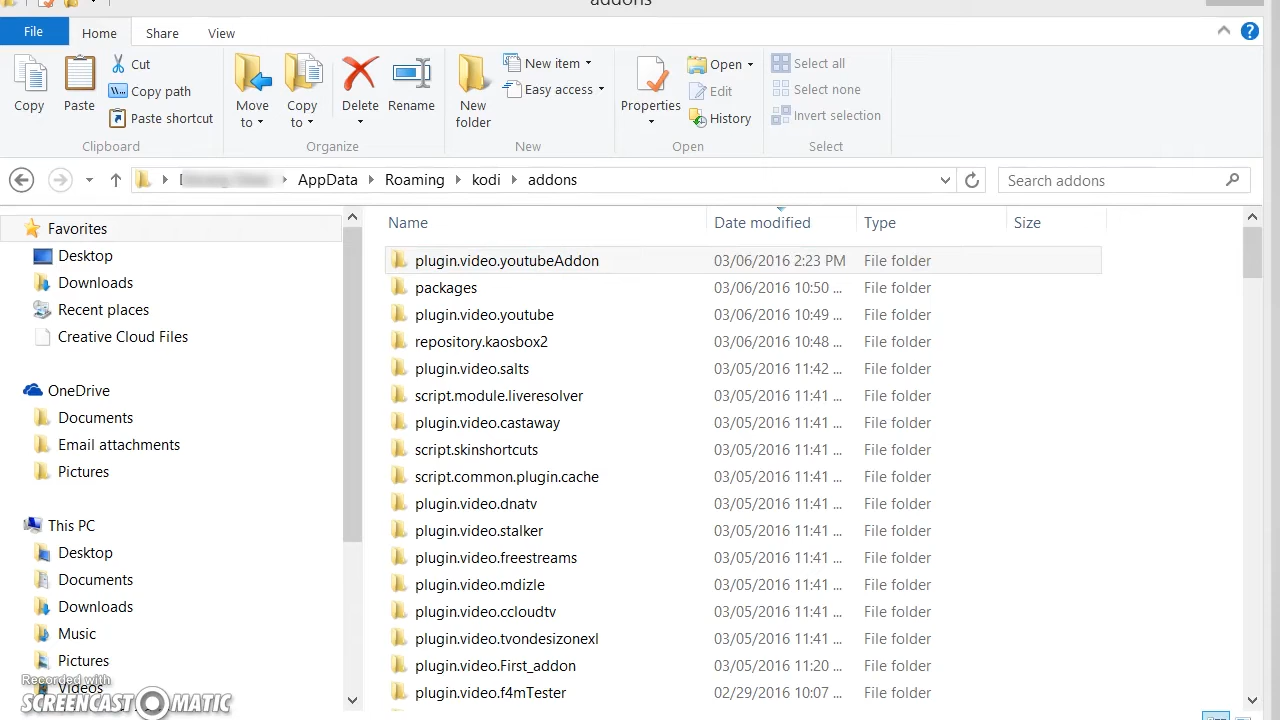 addons
File Home Share View
Copy
Paste
Cut
Copy path
Paste shortcut
Clipboard
Move to
Copy to
Delete
Rename
Organize
New folder
New item
Easy access
New
Properties
Open
Edit
History
Open
Select all
Select none
Invert selection
Select
AppData Roaming kodi addons
Search addons
Favorites
Desktop
Downloads
Recent places
Creative Cloud Files
OneDrive
Documents
Email attachments
Pictures
This PC
Desktop
Documents
Downloads
Music
Pictures
Videos
Name Date modified Type Size
plugin.video.youtubeAddon 03/06/2016 2:23 PM File folder
packages 03/06/2016 10:50 ... File folder
plugin.video.youtube 03/06/2016 10:49 ... File folder
repository.kaosbox2 03/06/2016 10:48 ... File folder
plugin.video.salts 03/05/2016 11:42 ... File folder
script.module.liveresolver 03/05/2016 11:41 ... File folder
plugin.video.castaway 03/05/2016 11:41 ... File folder
script.skinshortcuts 03/05/2016 11:41 ... File folder
script.common.plugin.cache 03/05/2016 11:41 ... File folder
plugin.video.dnatv 03/05/2016 11:41 ... File folder
plugin.video.stalker 03/05/2016 11:41 ... File folder
plugin.video.freestreams 03/05/2016 11:41 ... File folder
plugin.video.mdizle 03/05/2016 11:41 ... File folder
plugin.video.ccloudtv 03/05/2016 11:41 ... File folder
plugin.video.tvondesizonexl 03/05/2016 11:41 ... File folder
plugin.video.First_addon 03/05/2016 11:20 ... File folder
plugin.video.f4mTester 02/29/2016 10:07 ... File folder
Recorded with
SCREENCAST MATIC